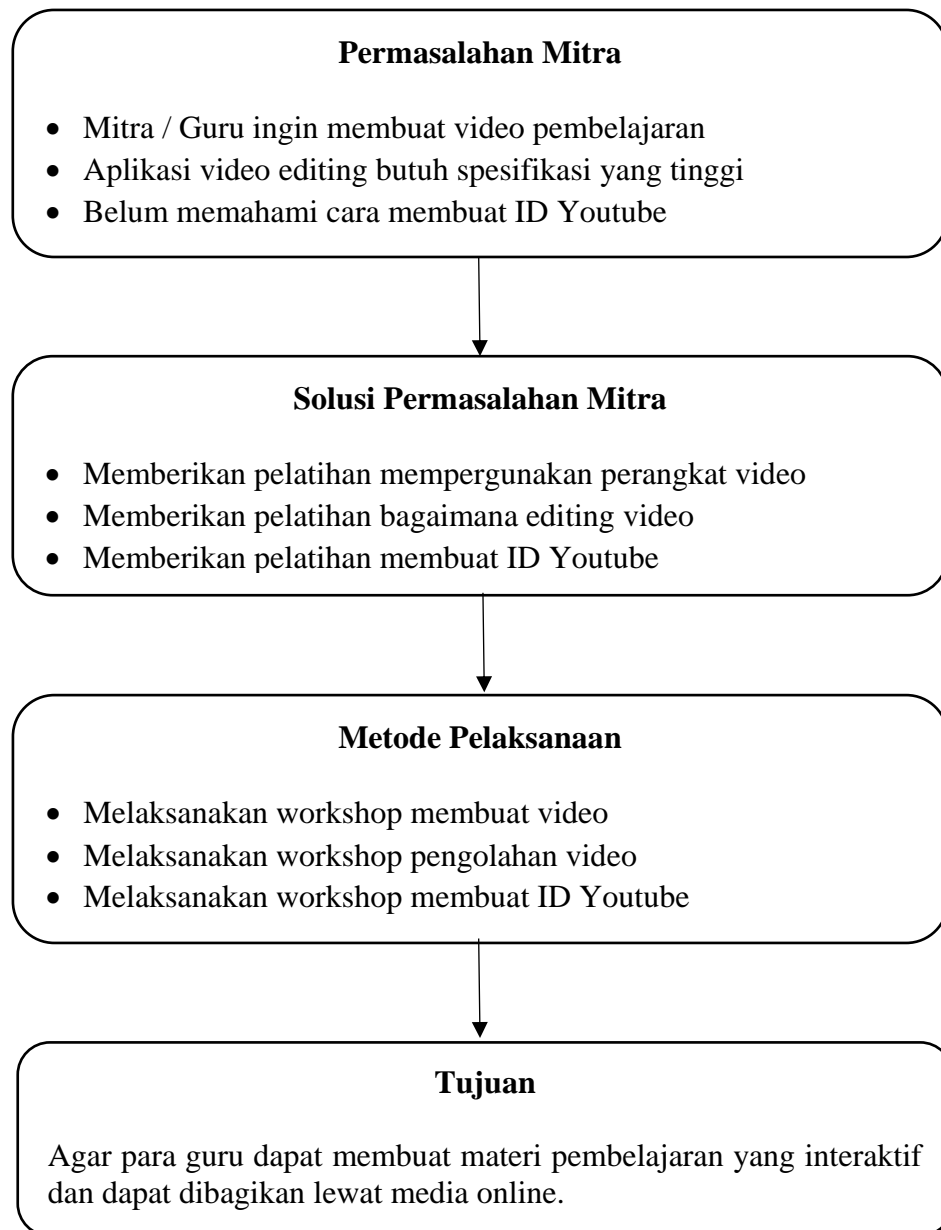 Permasalahan Mitra
• Mitra / Guru ingin membuat video pembelajaran
• Aplikasi video editing butuh spesifikasi yang tinggi
• Belum memahami cara membuat ID Youtube
Solusi Permasalahan Mitra
• Memberikan pelatihan mempergunakan perangkat video
• Memberikan pelatihan bagaimana editing video
• Memberikan pelatihan membuat ID Youtube
Metode Pelaksanaan
• Melaksanakan workshop membuat video
• Melaksanakan workshop pengolahan video
• Melaksanakan workshop membuat ID Youtube
Tujuan
Agar para guru dapat membuat materi pembelajaran yang interaktif
dan dapat dibagikan lewat media online.